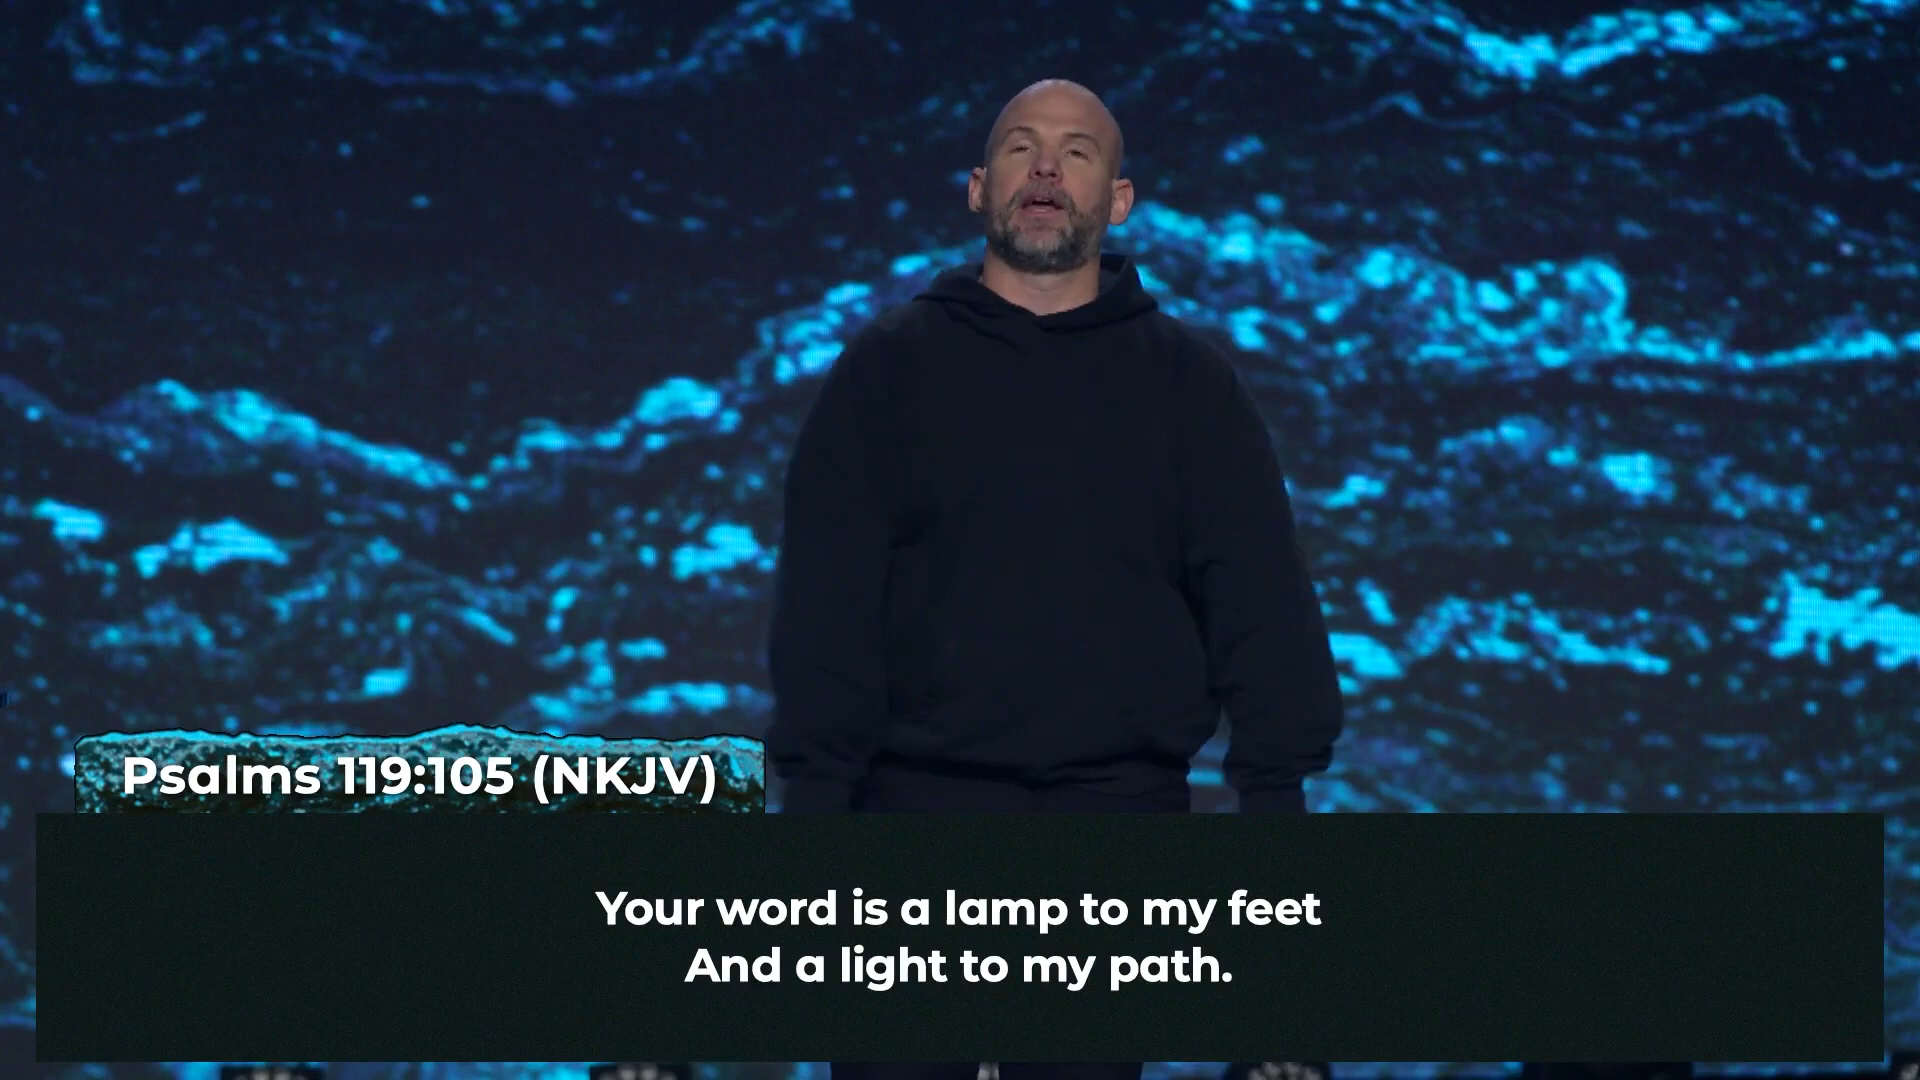 Psalms 119:105 (NKJV)
Your word is a lamp to my feet
And a light to my path.